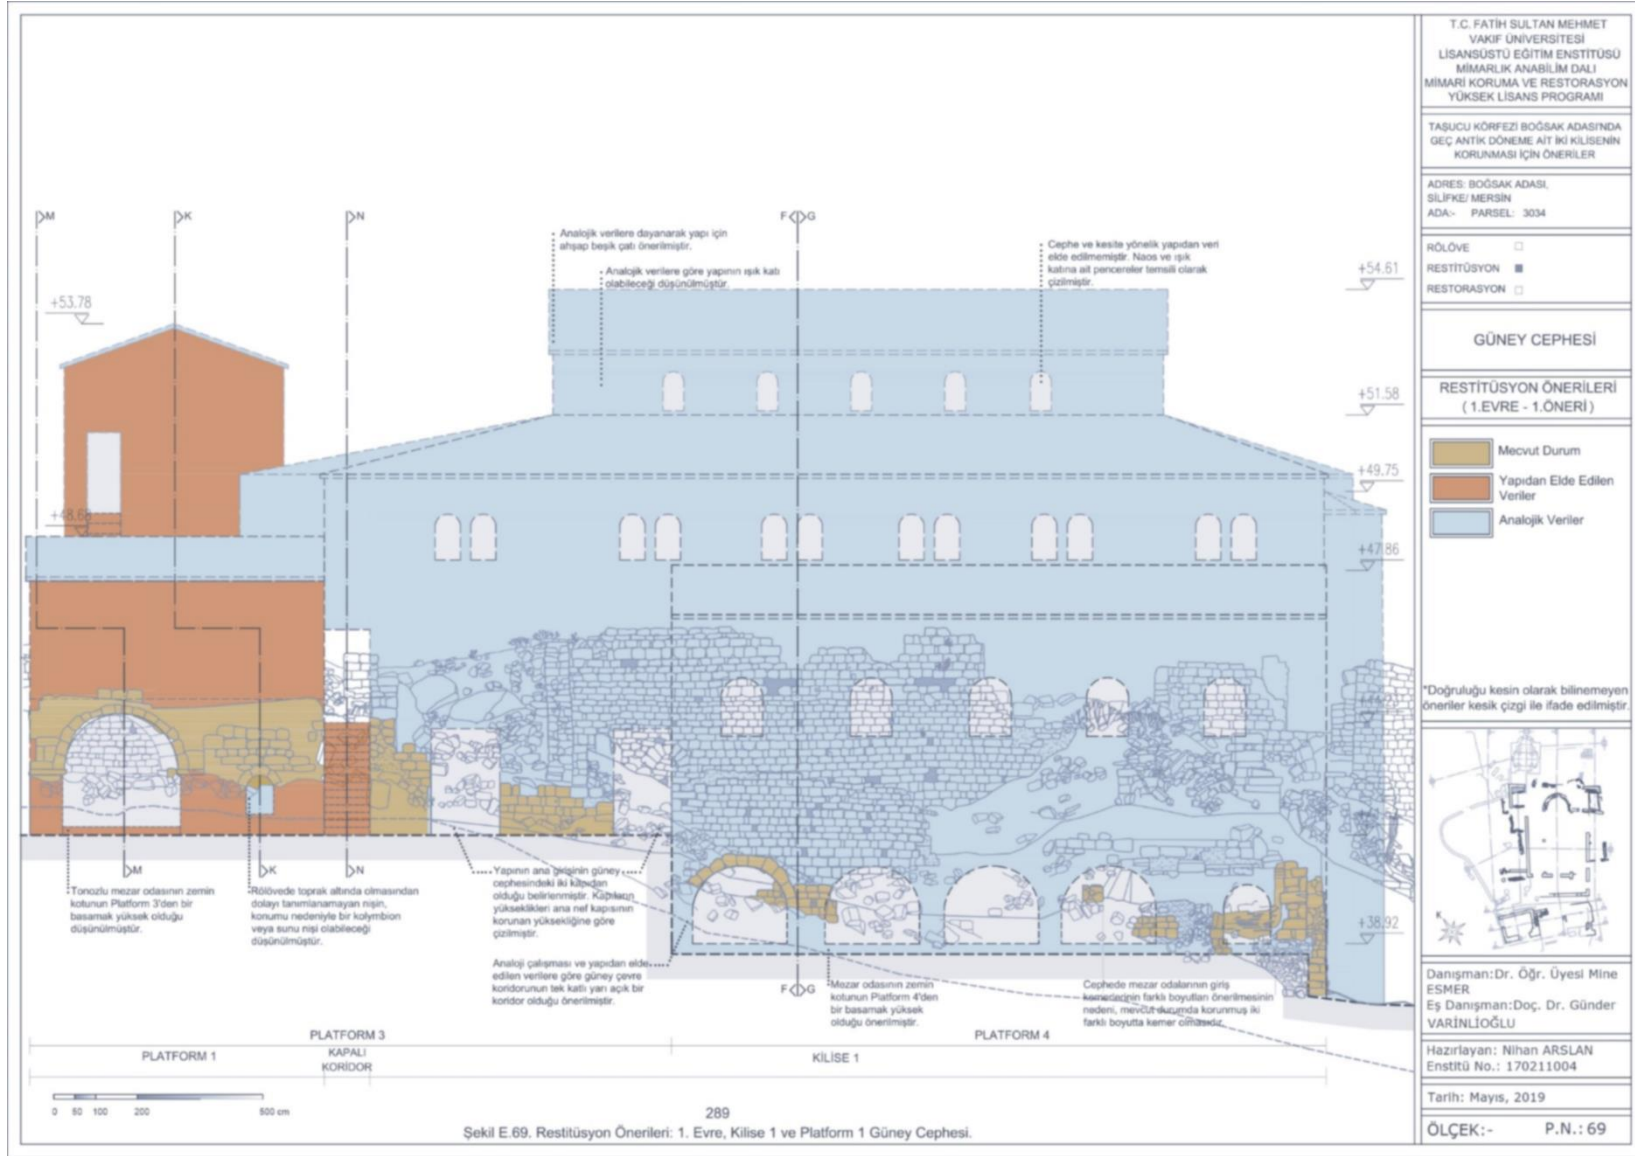 T.C. FATİH SULTAN MEHMET
VAKIF ÜNİVERSİTESİ
LİSANSÜSTÜ EĞİTİM ENSTİTÜSÜ
MİMARLIK ANABİLİM DALI
MİMARİ KORUMA VE RESTORASYON
YÜKSEK LİSANS PROGRAMI
TAŞUCU KÖRFEZİ BOĞSAK ADASI'NDA
GEÇ ANTİK DÖNEME AİT İKİ KİLİSENİN
KORUNMASI İÇİN ÖNERİLER
ADRES: BOĞSAK ADASI,
SİLİFKE/ MERSİN
ADA:- PARSEL: 3034
RÖLÖVE
RESTİTÜSYON
RESTORASYON
GÜNEY CEPHESİ
RESTİTÜSYON ÖNERİLERİ
( 1.EVRE - 1.ÖNERİ )
Mecvut Durum
Yapıdan Elde Edilen
Veriler
Analojik Veriler
*Doğruluğu kesin olarak bilinemeyen
öneriler kesik çizgi ile ifade edilmiştir.
K
Danışman:Dr. Öğr. Üyesi Mine
ESMER
Eş Danışman:Doç. Dr. Günder
VARİNLİOĞLU
Hazırlayan: Nihan ARSLAN
Enstitü No.: 170211004
Tarih: Mayıs, 2019
ÖLÇEK:- P.N.: 69
M K N F G
Analojik verilere dayanarak yapı için
ahşap beşik çatı önerilmiştir.
Analojik verilere göre yapının ışık katı
olabileceği düşünülmüştür.
Cephe ve kesite yönelik yapıdan veri
elde edilmemiştir. Naos ve ışık
katına ait pencereler temsili olarak
çizilmiştir.
+54.61
+53.78
+51.58
+49.75
+48.68
+47.86
+38.92
M K N
Tonozlu mezar odasının zemin
kotunun Platform 3'den bir
basamak yüksek olduğu
düşünülmüştür.
Rölövede toprak altında olmasından
dolayı tanımlanamayan nişin,
konumu nedeniyle bir kolymbion
veya sunu nişi olabileceği
düşünülmüştür.
Yapının ana girişinin güney
cephesindeki iki kapıdan
olduğu belirlenmiştir. Kapıların
yükseklikleri ana nef kapısının
korunan yüksekliğine göre
çizilmiştir.
Analoji çalışması ve yapıdan elde
edilen verilere göre güney çevre
koridorunun tek katlı yarı açık bir
koridor olduğu önerilmiştir.
F G
Mezar odasının zemin
kotunun Platform 4'den
bir basamak yüksek
olduğu önerilmiştir.
Cephede mezar odalarının giriş
kemerlerinin farklı boyutları önerilmesinin
nedeni, mevcut durumda korunmuş iki
farklı boyutta kemer olmasıdır.
PLATFORM 3
PLATFORM 4
PLATFORM 1
KAPALI
KORİDOR
KİLİSE 1
0 50 100 200 500 cm
289
Şekil E.69. Restitüsyon Önerileri: 1. Evre, Kilise 1 ve Platform 1 Güney Cephesi.